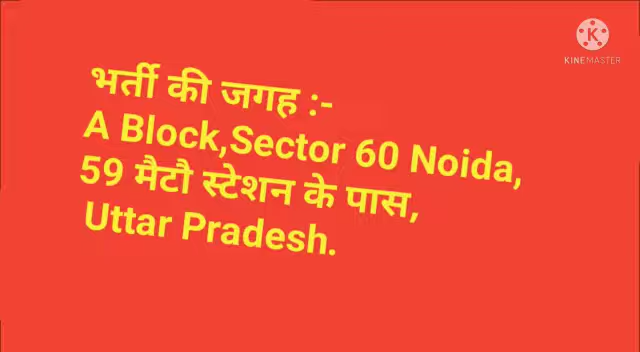 KINEMASTER
भर्ती की जगह :-
A Block,Sector 60 Noida,
59 मैटौ स्टेशन के पास,
Uttar Pradesh.